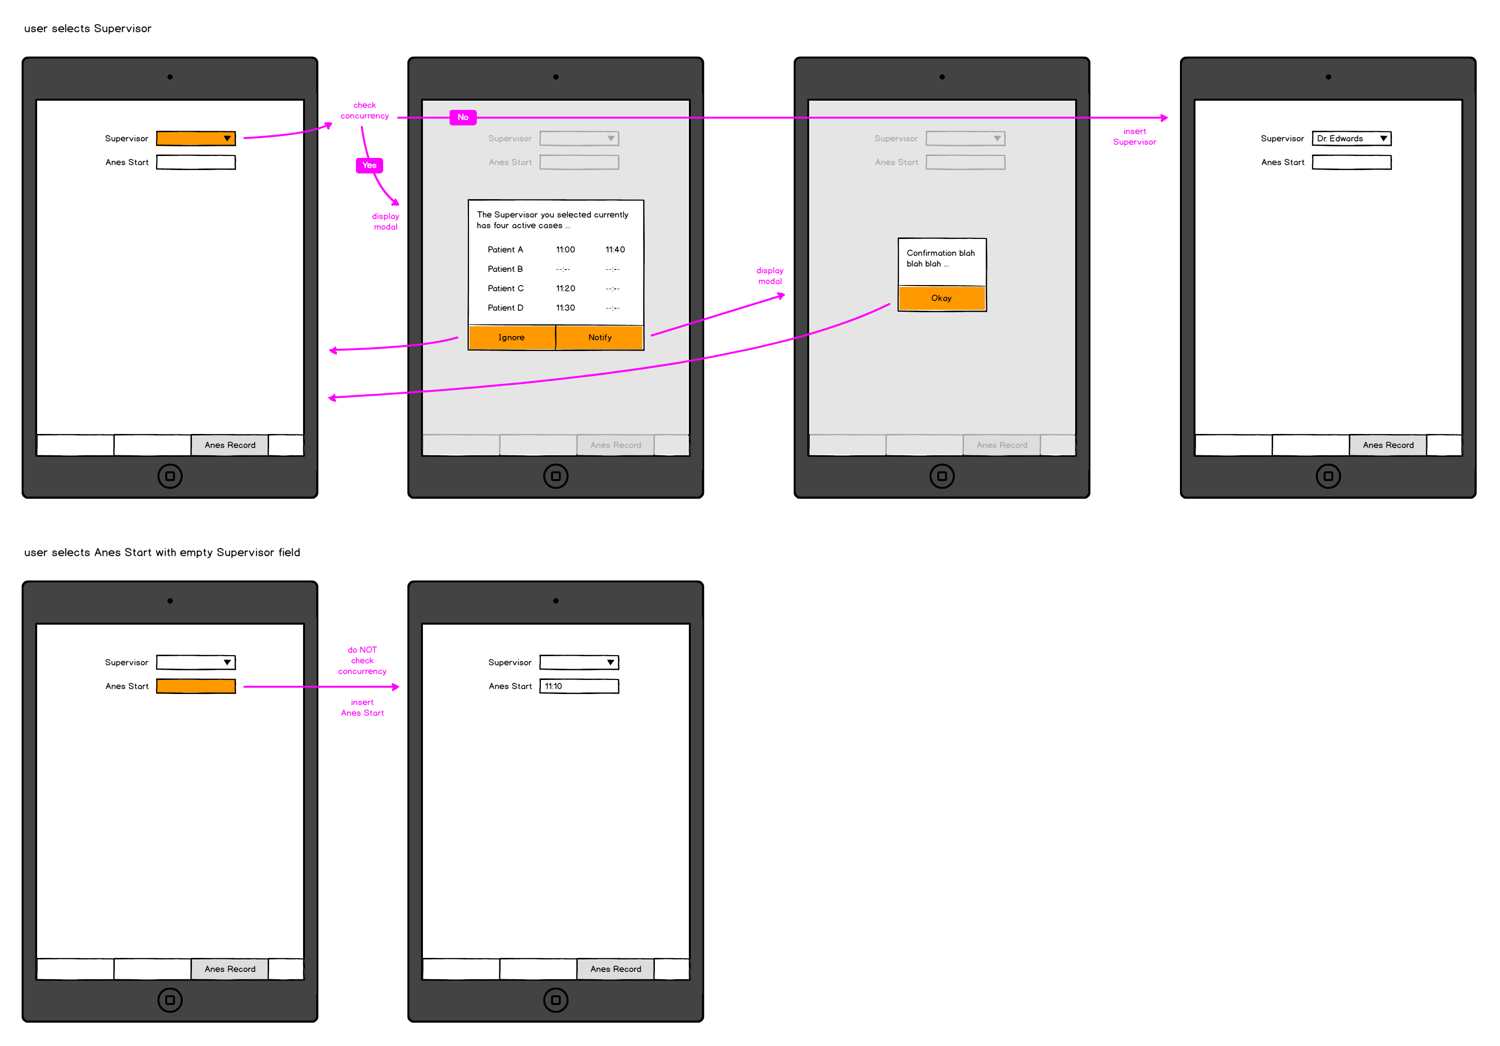 user selects Supervisor
Supervisor
Anes Start
Anes Record
check
concurrency
No
Yes
display
modal
Supervisor
Anes Start
The Supervisor you selected currently
has four active cases ...
Patient A 11:00 11:40
Patient B --:-- --:--
Patient C 11:20 --:--
Patient D 11:30 --:--
Ignore Notify
Anes Record
display
modal
Supervisor
Anes Start
Confirmation blah
blah blah ...
Okay
Anes Record
insert
Supervisor
Supervisor Dr. Edwards
Anes Start
Anes Record
user selects Anes Start with empty Supervisor field
Supervisor
Anes Start
Anes Record
do NOT
check
concurrency
insert
Anes Start
Supervisor
Anes Start 11:10
Anes Record